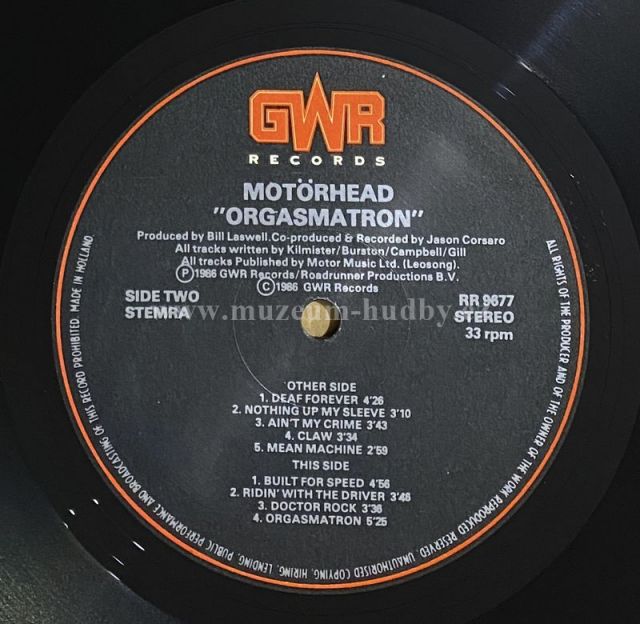 GWR
RECORDS
MOTÖRHEAD
"ORGASMATRON"
Produced by Bill Laswell.Co-produced & Recorded by Jason Corsaro
All tracks written by Kilmister/Burston/Campbell/Gill
All tracks Published by Motor Music Ltd. (Leosong).
Ⓟ 1986 GWR Records/Roadrunner Productions B.V.
© 1986 GWR Records
SIDE TWO
STEMRA
RR 9677
STEREO
33 rpm
www.muzeum-hudby.
OTHER SIDE
1. DEAF FOREVER 4'26
2. NOTHING UP MY SLEEVE 3'10
3. AIN'T MY CRIME 3'43
4. CLAW 3'34
5. MEAN MACHINE 2'59
THIS SIDE
1. BUILT FOR SPEED 4'56
2. RIDIN' WITH THE DRIVER 3'46
3. DOCTOR ROCK 3'36
4. ORGASMATRON 5'25
ALL RIGHTS OF THE PRODUCER AND OF THE OWNER OF THE WORK REPRODUCED RESERVED. UNAUTHORISED COPYING, HIRING, LENDING, PUBLIC PERFORMANCE AND BROADCASTING OF THIS RECORD PROHIBITED. MADE IN HOLLAND